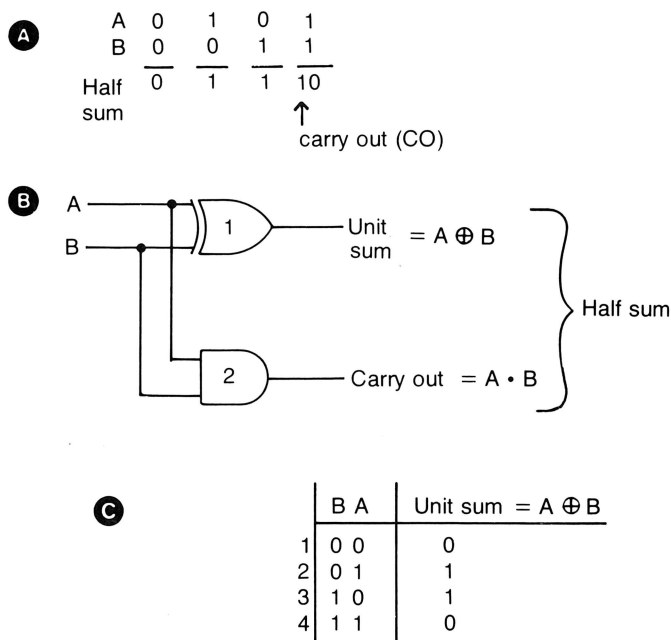 A
A 0 1 0 1
B 0 0 1 1
Half sum 0 1 1 10
carry out (CO)
B
A
B
1
Unit sum = A ⊕ B
2
Carry out = A • B
Half sum
C
B A Unit sum = A ⊕ B
1 0 0 0
2 0 1 1
3 1 0 1
4 1 1 0